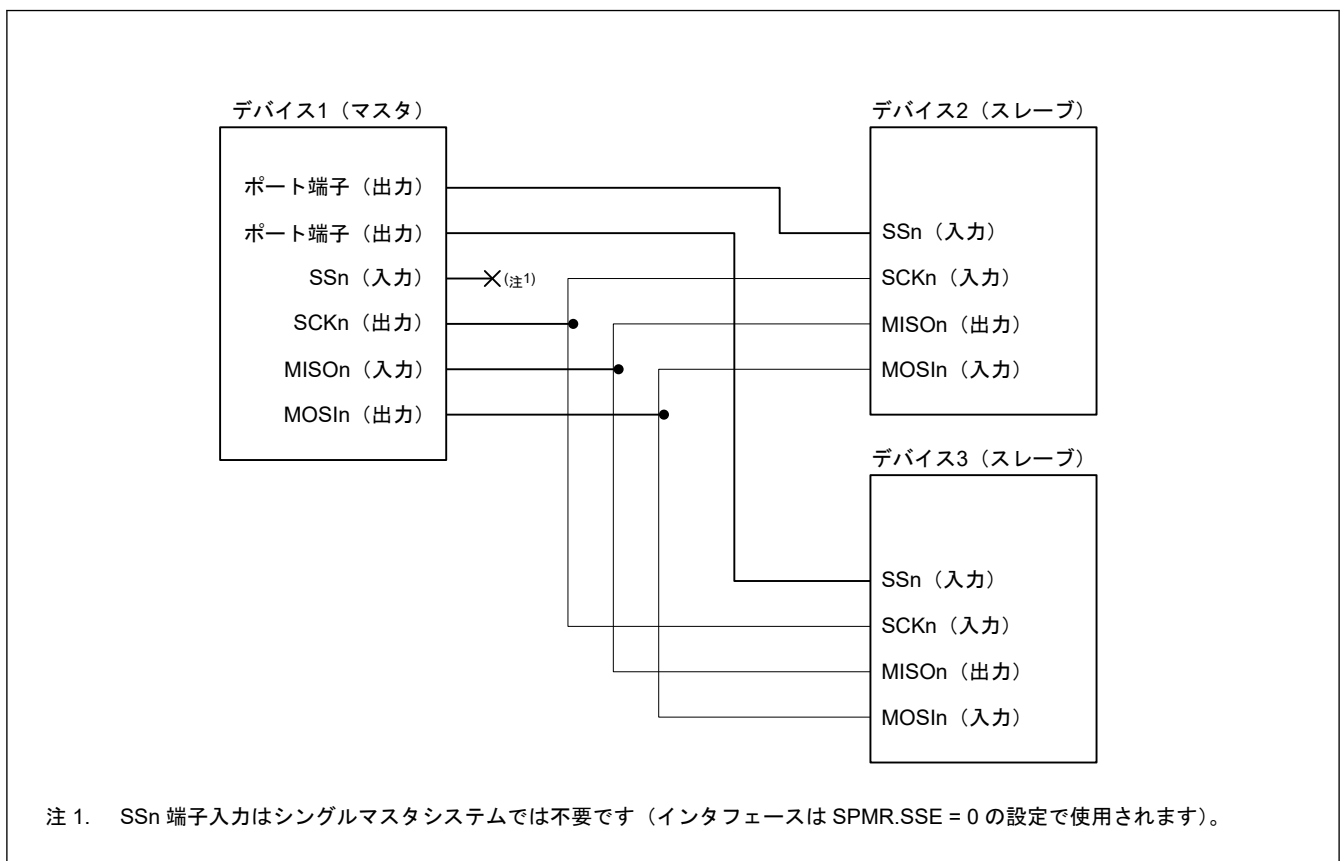 デバイス1（マスタ）
ポート端子（出力）
ポート端子（出力）
SSn（入力）
(注1)
SCKn（出力）
MISOn（入力）
MOSIn（出力）
デバイス2（スレーブ）
SSn（入力）
SCKn（入力）
MISOn（出力）
MOSIn（入力）
デバイス3（スレーブ）
SSn（入力）
SCKn（入力）
MISOn（出力）
MOSIn（入力）
注 1. SSn 端子入力はシングルマスタシステムでは不要です（インタフェースは SPMR.SSE = 0 の設定で使用されます）。